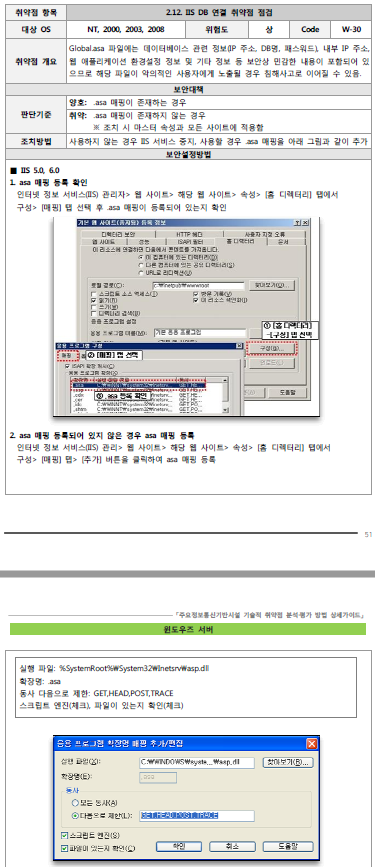 취약점 항목 2.12. IIS DB 연결 취약점 점검
대상 OS NT, 2000, 2003, 2008 위험도 상 Code W-30
취약점 개요
Global.asa 파일에는 데이터베이스 관련 정보(IP 주소, DB명, 패스워드), 내부 IP 주소,
웹 애플리케이션 환경설정 정보 및 기타 정보 등 보안상 민감한 내용이 포함되어 있
으므로 해당 파일이 악의적인 사용자에게 노출될 경우 침해사고로 이어질 수 있음.
보안대책
판단기준
양호: .asa 매핑이 존재하는 경우
취약: .asa 매핑이 존재하지 않는 경우
※ 조치 시 마스터 속성과 모든 사이트에 적용함
조치방법 사용하지 않는 경우 IIS 서비스 중지, 사용할 경우 .asa 매핑을 아래 그림과 같이 추가
보안설정방법
■ IIS 5.0, 6.0
1. asa 매핑 등록 확인
인터넷 정보 서비스(IIS) 관리자> 웹 사이트> 해당 웹 사이트> 속성> [홈 디렉터리] 탭에서
구성> [매핑] 탭 선택 후 .asa 매핑이 등록되어 있는지 확인
기본 웹 사이트(중지됨) 등록 정보
디렉터리 보안 HTTP 헤더 사용자 지정 오류
웹 사이트 성능 ISAPI 필터 홈 디렉터리 문서
이 리소스에 연결하면 다음에서 콘텐트를 가져옵니다.
이 컴퓨터에 있는 디렉터리(D)
다른 컴퓨터에 있는 공유 디렉터리(S)
URL로 리디렉션(U)
로컬 경로(C): c:₩inetpub₩wwwroot 찾아보기(O)...
스크립트 소스 액세스(T) 방문 기록(V)
읽기(R) 이 리소스 색인화(I)
쓰기(W)
디렉터리 검색(B)
응용 프로그램 설정
응용 프로그램 이름(M): 기본 응용 프로그램
① [홈 디렉터리]
-[구성] 탭 선택
구성(G)...
응용 프로그램 구성
매핑 ② [매핑] 탭 선택
ISAPI 확장 캐시(C)
③ .asa 등록 확인
도움말
2. asa 매핑 등록되어 있지 않은 경우 asa 매핑 등록
인터넷 정보 서비스(IIS) 관리> 웹 사이트> 해당 웹 사이트> 속성> [홈 디렉터리] 탭에서
구성> [매핑] 탭> [추가] 버튼을 클릭하여 asa 매핑 등록
51
「주요정보통신기반시설 기술적 취약점 분석·평가 방법 상세가이드」
윈도우즈 서버
실행 파일: %SystemRoot%₩System32₩Inetsrv₩asp.dll
확장명: .asa
동사 다음으로 제한: GET,HEAD,POST,TRACE
스크립트 엔진(체크), 파일이 있는지 확인(체크)
응용 프로그램 확장명 매핑 추가/편집
실행 파일(X): C:₩WINDOWS₩syste...₩asp.dll 찾아보기(R)...
확장명(E): .asa
동사
모든 동사(A)
다음으로 제한(L): GET,HEAD,POST,TRACE
스크립트 엔진(S)
파일이 있는지 확인(C) 확인 취소 도움말